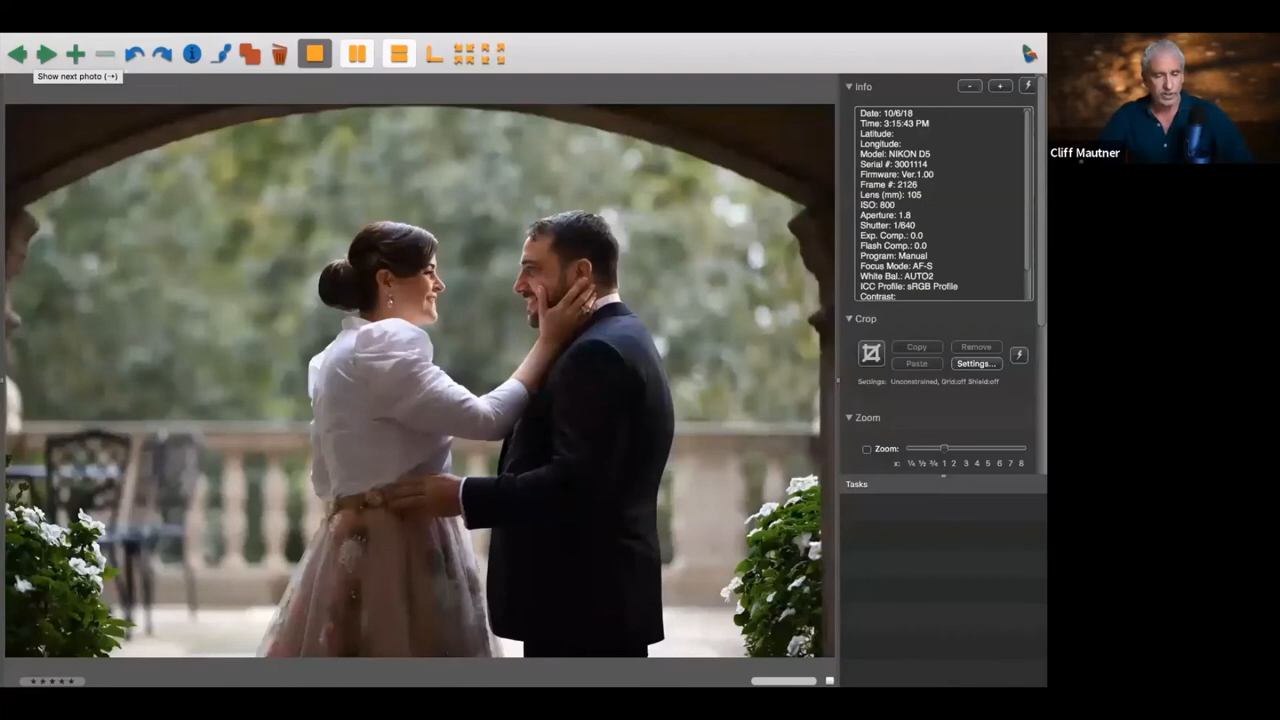 Show next photo (→)
Info
-
+
Date: 10/6/18
Time: 3:15:43 PM
Latitude:
Longitude:
Model: NIKON D5
Serial #: 3001114
Firmware: Ver.1.00
Frame #: 2126
Lens (mm): 105
ISO: 800
Aperture: 1.8
Shutter: 1/640
Exp. Comp.: 0.0
Flash Comp.: 0.0
Program: Manual
Focus Mode: AF-S
White Bal.: AUTO2
ICC Profile: sRGB Profile
Contrast:
Crop
Copy
Remove
Paste
Settings...
Settings: Unconstrained, Grid:off Shield:off
Zoom
Zoom:
x: ¼ ½ ¾ 1 2 3 4 5 6 7 8
Tasks
Cliff Mautner